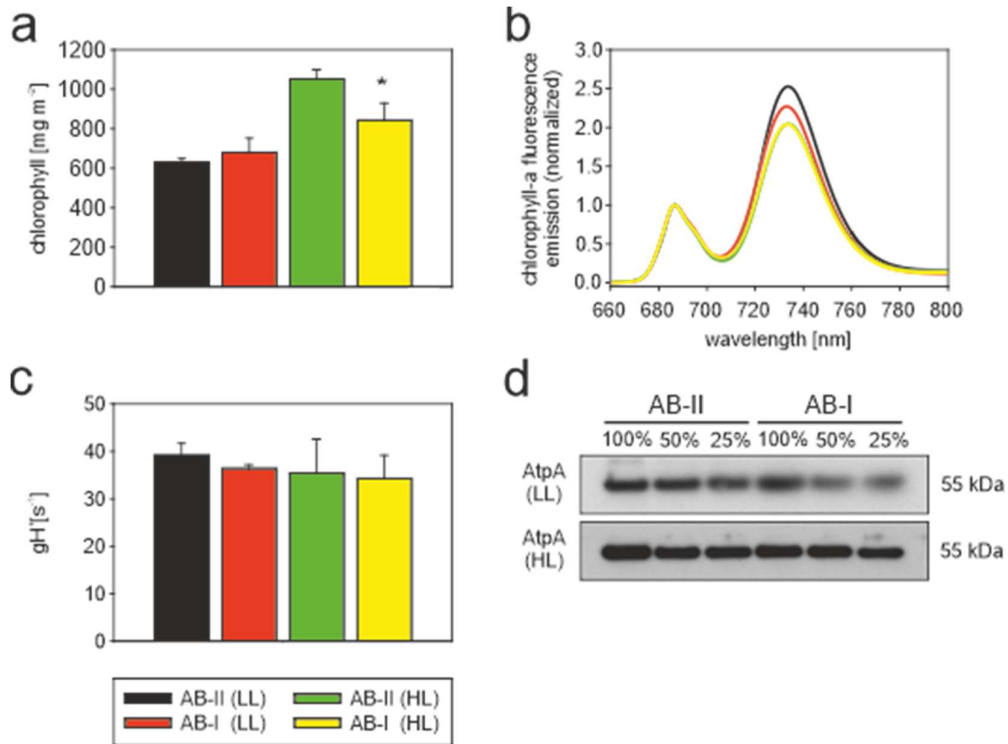 a
1200
1000
800
600
400
200
0
chlorophyll [mg m⁻²]
*
b
3.0
2.5
2.0
1.5
1.0
0.5
0.0
chlorophyll-a fluorescence
emission (normalized)
660 680 700 720 740 760 780 800
wavelength [nm]
c
50
40
30
20
10
0
gH⁺[s⁻¹]
d
AB-II AB-I
100% 50% 25% 100% 50% 25%
AtpA
(LL)
55 kDa
AtpA
(HL)
55 kDa
AB-II (LL) AB-II (HL)
AB-I (LL) AB-I (HL)